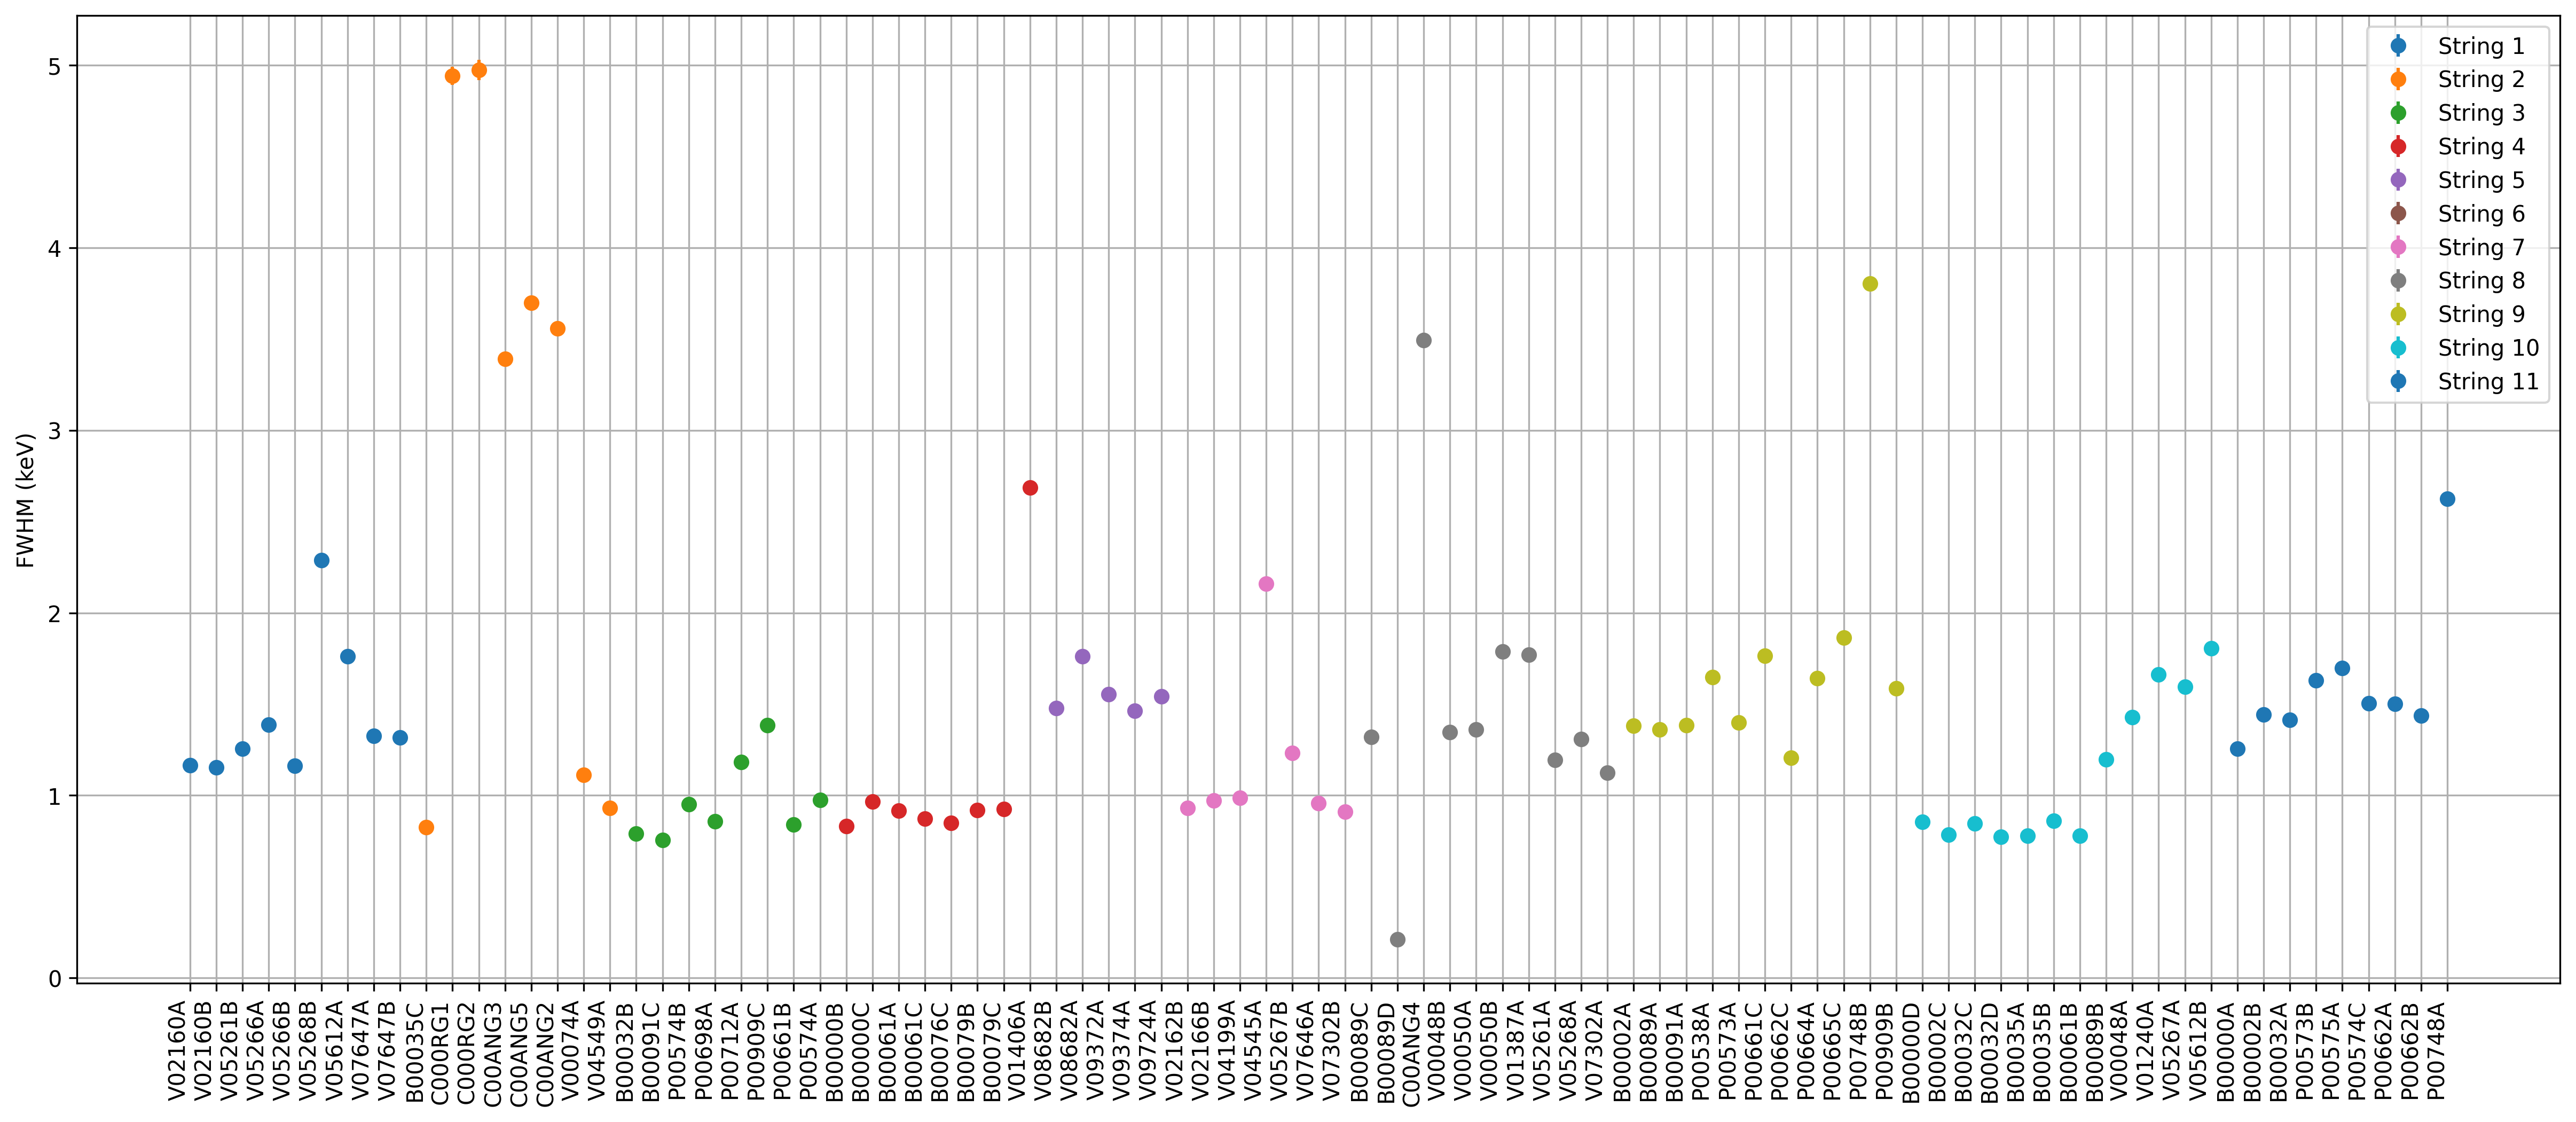 FWHM (keV)
5
4
3
2
1
0
String 1
String 2
String 3
String 4
String 5
String 6
String 7
String 8
String 9
String 10
String 11
V02160A
V02160B
V05261B
V05266A
V05266B
V05268B
V05612A
V07647A
V07647B
B00035C
C000RG1
C000RG2
C00ANG3
C00ANG5
C00ANG2
V00074A
V04549A
B00032B
B00091C
P00574B
P00698A
P00712A
P00909C
P00661B
P00574A
B00000B
B00000C
B00061A
B00061C
B00076C
B00079B
B00079C
V01406A
V08682B
V08682A
V09372A
V09374A
V09724A
V02162B
V02166B
V04199A
V04545A
V05267B
V07646A
V07302B
B00089C
B00089D
C00ANG4
V00048B
V00050A
V00050B
V01387A
V05261A
V05268A
V07302A
B00002A
B00089A
B00091A
P00538A
P00573A
P00661C
P00662C
P00664A
P00665C
P00748B
P00909B
B00000D
B00002C
B00032C
B00032D
B00035A
B00035B
B00061B
B00089B
V00048A
V01240A
V05267A
V05612B
B00000A
B00002B
B00032A
P00573B
P00575A
P00574C
P00662A
P00662B
P00748A